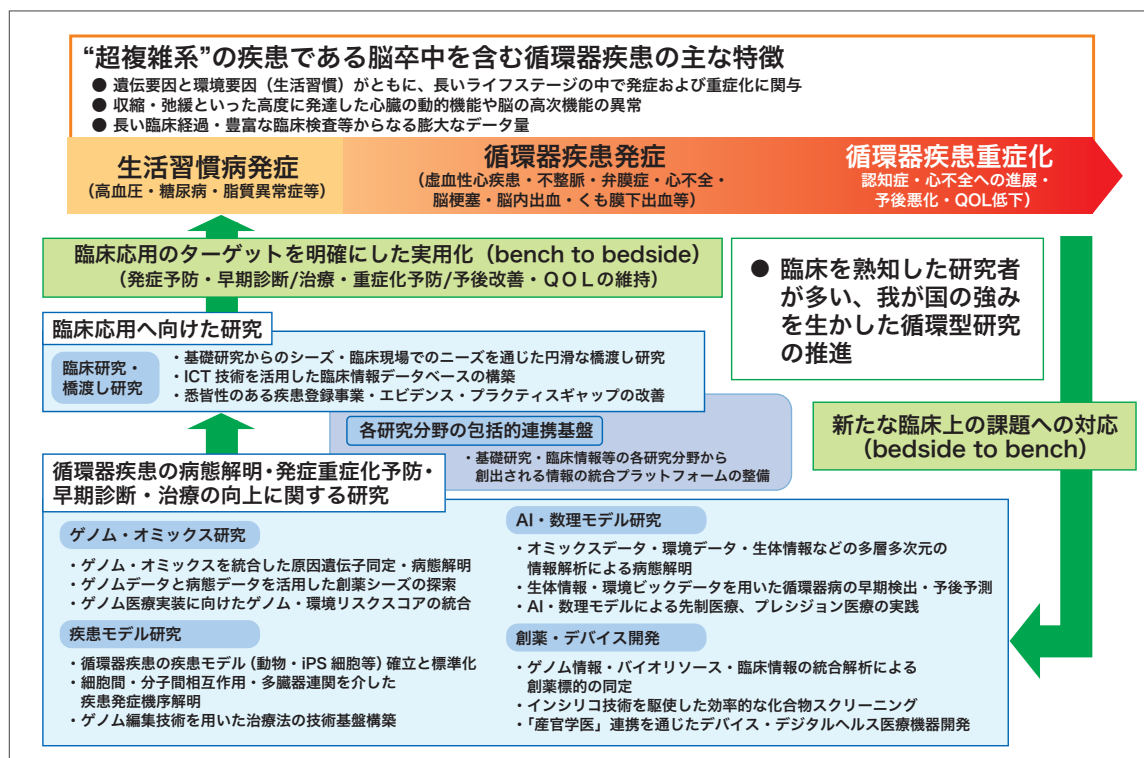 “超複雑系”の疾患である脳卒中を含む循環器疾患の主な特徴
● 遺伝要因と環境要因（生活習慣）がともに、長いライフステージの中で発症および重症化に関与
● 収縮・弛緩といった高度に発達した心臓の動的機能や脳の高次機能の異常
● 長い臨床経過・豊富な臨床検査等からなる膨大なデータ量
生活習慣病発症
（高血圧・糖尿病・脂質異常症等）
循環器疾患発症
（虚血性心疾患・不整脈・弁膜症・心不全・
脳梗塞・脳内出血・くも膜下出血等）
循環器疾患重症化
認知症・心不全への進展・
予後悪化・QOL低下）
臨床応用のターゲットを明確にした実用化（bench to bedside）
（発症予防・早期診断/治療・重症化予防/予後改善・ＱＯＬの維持）
● 臨床を熟知した研究者
が多い、我が国の強み
を生かした循環型研究
の推進
臨床応用へ向けた研究
臨床研究・
橋渡し研究
・基礎研究からのシーズ・臨床現場でのニーズを通じた円滑な橋渡し研究
・ICT 技術を活用した臨床情報データベースの構築
・悉皆性のある疾患登録事業・エビデンス・プラクティスギャップの改善
各研究分野の包括的連携基盤
・基礎研究・臨床情報等の各研究分野から
創出される情報の統合プラットフォームの整備
新たな臨床上の課題への対応
（bedside to bench）
循環器疾患の病態解明・発症重症化予防・
早期診断・治療の向上に関する研究
ゲノム・オミックス研究
・ゲノム・オミックスを統合した原因遺伝子同定・病態解明
・ゲノムデータと病態データを活用した創薬シーズの探索
・ゲノム医療実装に向けたゲノム・環境リスクスコアの統合
疾患モデル研究
・循環器疾患の疾患モデル（動物・iPS 細胞等）確立と標準化
・細胞間・分子間相互作用・多臓器連関を介した
疾患発症機序解明
・ゲノム編集技術を用いた治療法の技術基盤構築
AI・数理モデル研究
・オミックスデータ・環境データ・生体情報などの多層多次元の
情報解析による病態解明
・生体情報・環境ビックデータを用いた循環器病の早期検出・予後予測
・AI・数理モデルによる先制医療、プレシジョン医療の実践
創薬・デバイス開発
・ゲノム情報・バイオリソース・臨床情報の統合解析による
創薬標的の同定
・インシリコ技術を駆使した効率的な化合物スクリーニング
・「産官学医」連携を通じたデバイス・デジタルヘルス医療機器開発